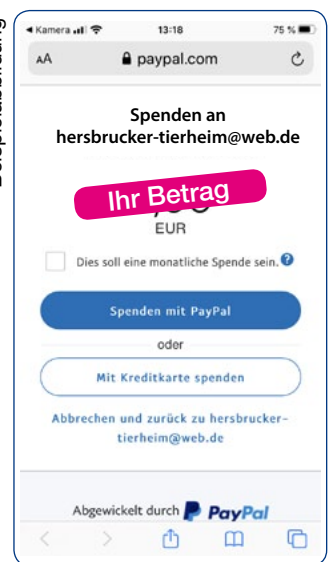 Kamera
13:18
75 %
AA
paypal.com
Spenden an
hersbrucker-tierheim@web.de
Ihr Betrag
EUR
Dies soll eine monatliche Spende sein. ?
Spenden mit PayPal
oder
Mit Kreditkarte spenden
Abbrechen und zurück zu hersbrucker-
tierheim@web.de
Abgewickelt durch PayPal